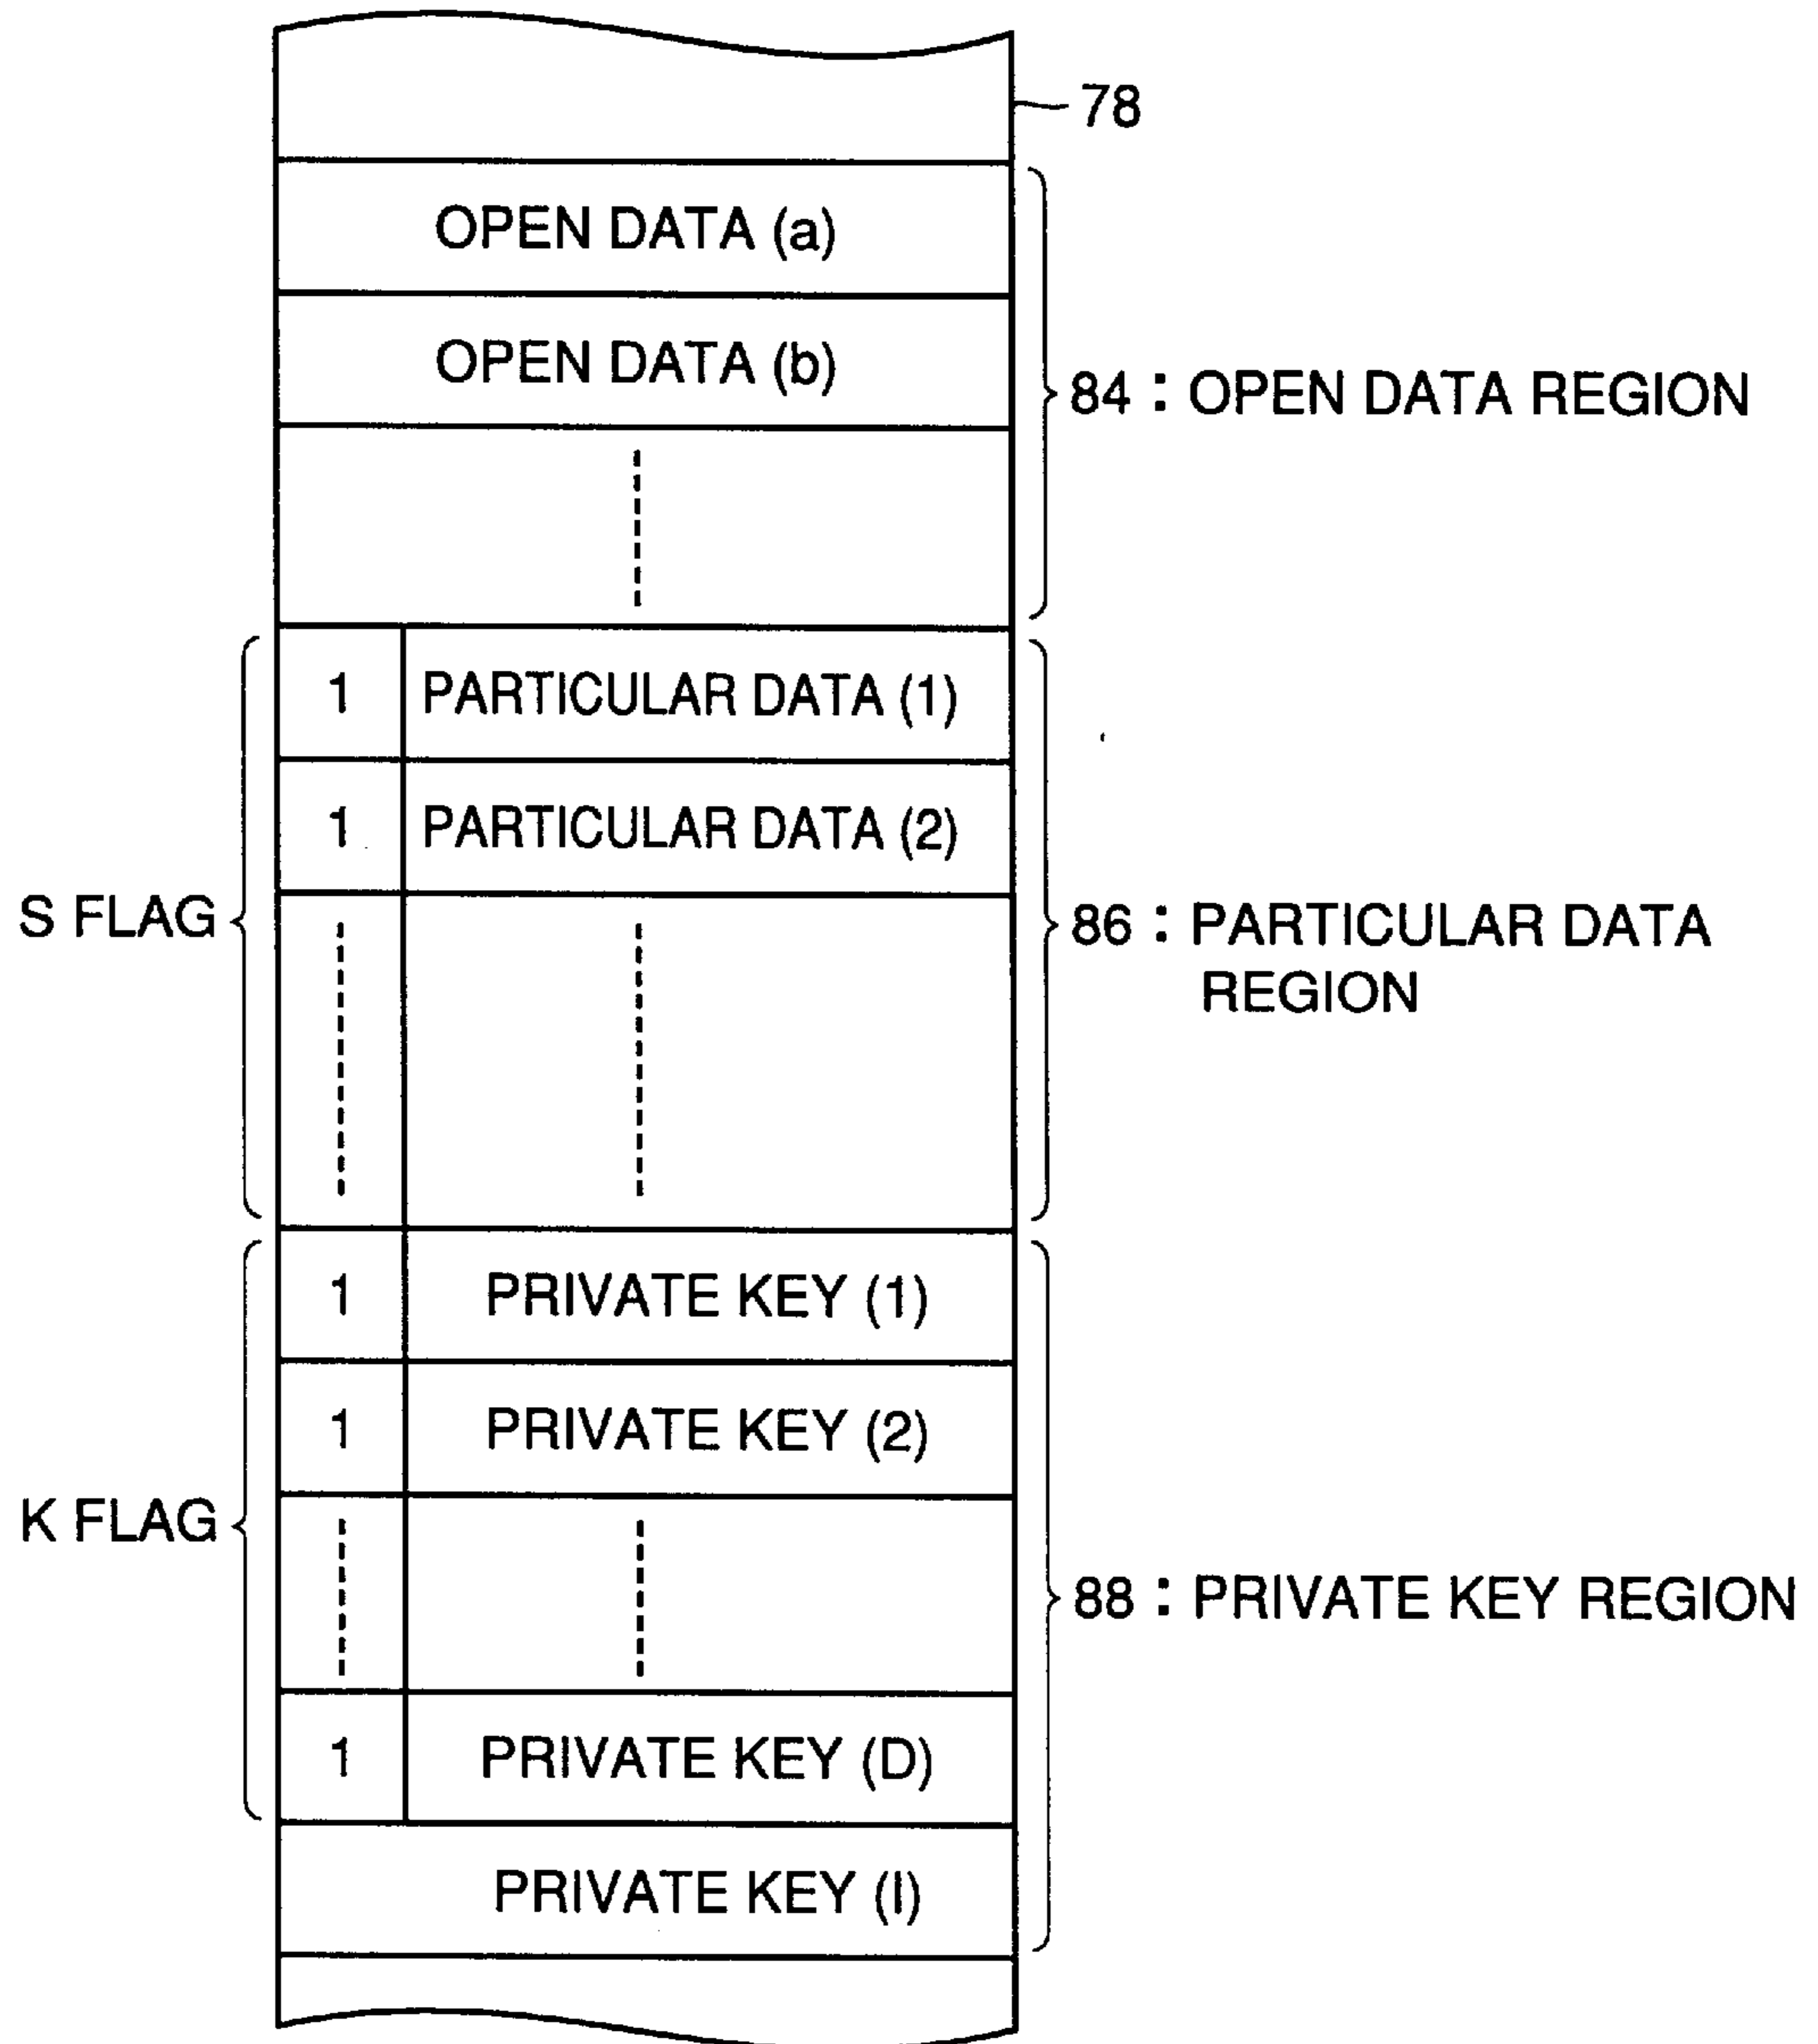 78
OPEN DATA (a)
OPEN DATA (b)
84 : OPEN DATA REGION
1 PARTICULAR DATA (1)
1 PARTICULAR DATA (2)
S FLAG
86 : PARTICULAR DATA
REGION
1 PRIVATE KEY (1)
1 PRIVATE KEY (2)
K FLAG
88 : PRIVATE KEY REGION
1 PRIVATE KEY (D)
PRIVATE KEY (I)